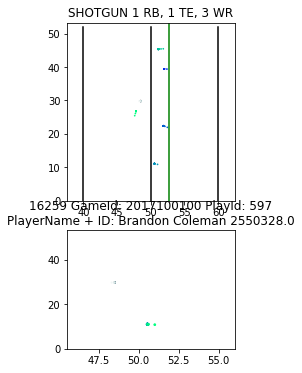 SHOTGUN 1 RB, 1 TE, 3 WR
50
40
30
20
10
0
40 45 50 55 60
16259 GameId: 2017100100 PlayId: 597
PlayerName + ID: Brandon Coleman 2550328.0
40
20
0
47.5 50.0 52.5 55.0